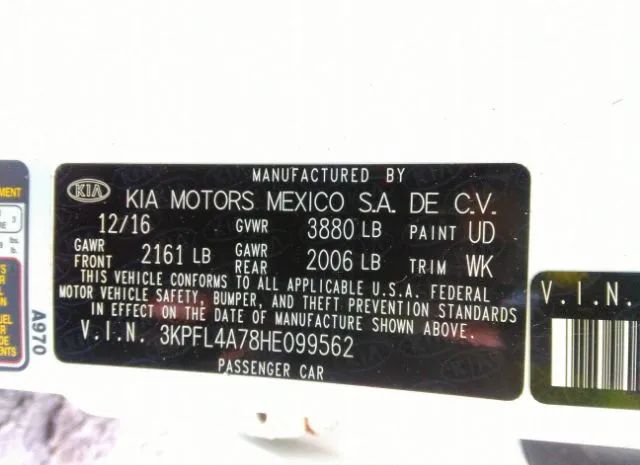 MANUFACTURED BY
KIA KIA MOTORS MEXICO S.A. DE C.V.
12/16 GVWR 3880 LB PAINT UD
GAWR FRONT 2161 LB GAWR REAR 2006 LB TRIM WK
THIS VEHICLE CONFORMS TO ALL APPLICABLE U.S.A. FEDERAL
MOTOR VEHICLE SAFETY, BUMPER, AND THEFT PREVENTION STANDARDS
IN EFFECT ON THE DATE OF MANUFACTURE SHOWN ABOVE.
V.I.N. 3KPFL4A78HE099562
PASSENGER CAR
A970
V.I.N.